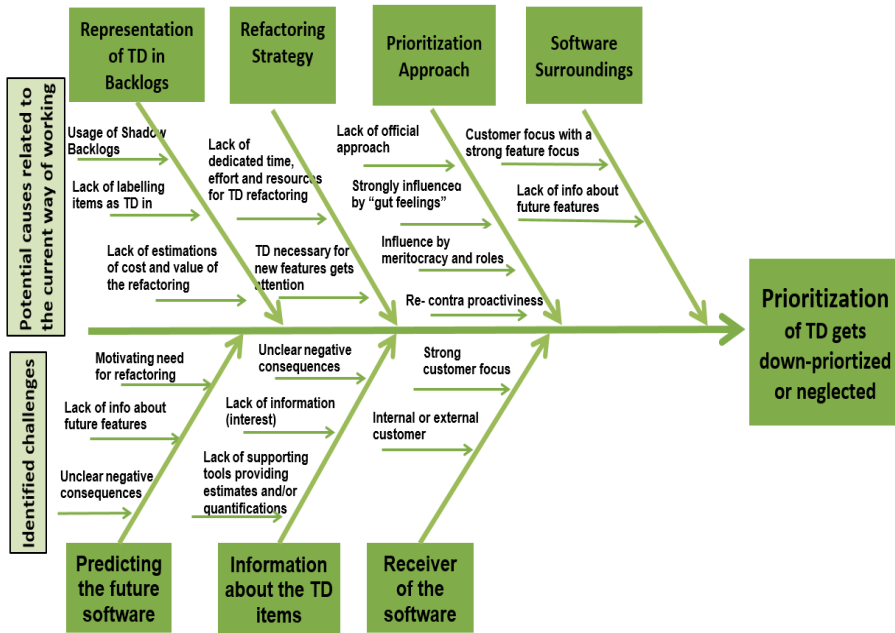 Representation
of TD in
Backlogs
Refactoring
Strategy
Prioritization
Approach
Software
Surroundings
Potential causes related to
the current way of working
Usage of Shadow
Backlogs
Lack of labelling
items as TD in
Lack of estimations
of cost and value of
the refactoring
Lack of
dedicated time,
effort and resources
for TD refactoring
TD necessary for
new features gets
attention
Lack of official
approach
Strongly influenced
by “gut feelings”
Influence by
meritocracy and roles
Re- contra proactiviness
Customer focus with a
strong feature focus
Lack of info about
future features
Prioritization
of TD gets
down-priortized
or neglected
Identified challenges
Motivating need
for refactoring
Lack of info about
future features
Unclear negative
consequences
Unclear negative
consequences
Lack of information
(interest)
Lack of supporting
tools providing
estimates and/or
quantifications
Strong
customer focus
Internal or external
customer
Predicting
the future
software
Information
about the TD
items
Receiver
of the
software